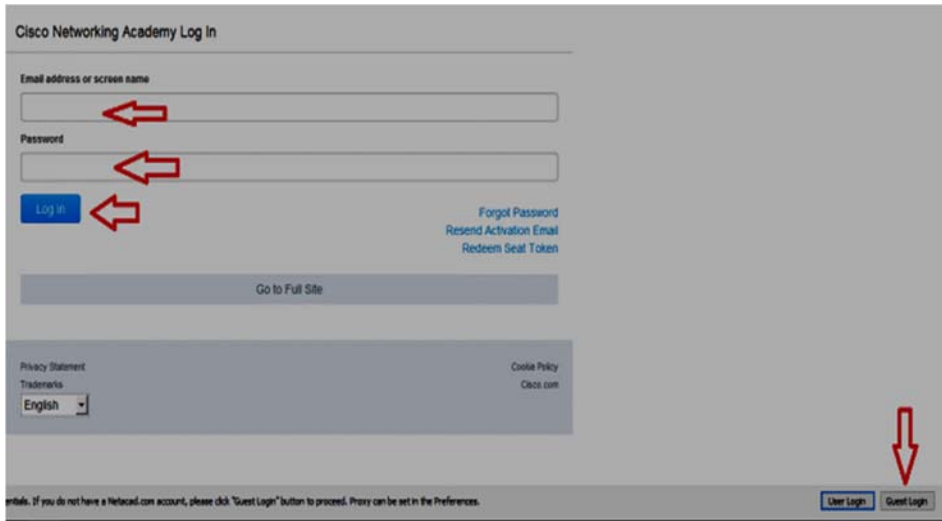 Cisco Networking Academy Log In
Email address or screen name
Password
Log In
Forgot Password
Resend Activation Email
Redeem Seat Token
Go to Full Site
Privacy Statement
Cookie Policy
Trademarks
Cisco.com
English
entials. If you do not have a Netacad.com account, please click "Guest Login" button to proceed. Proxy can be set in the Preferences.
User Login
Guest Login